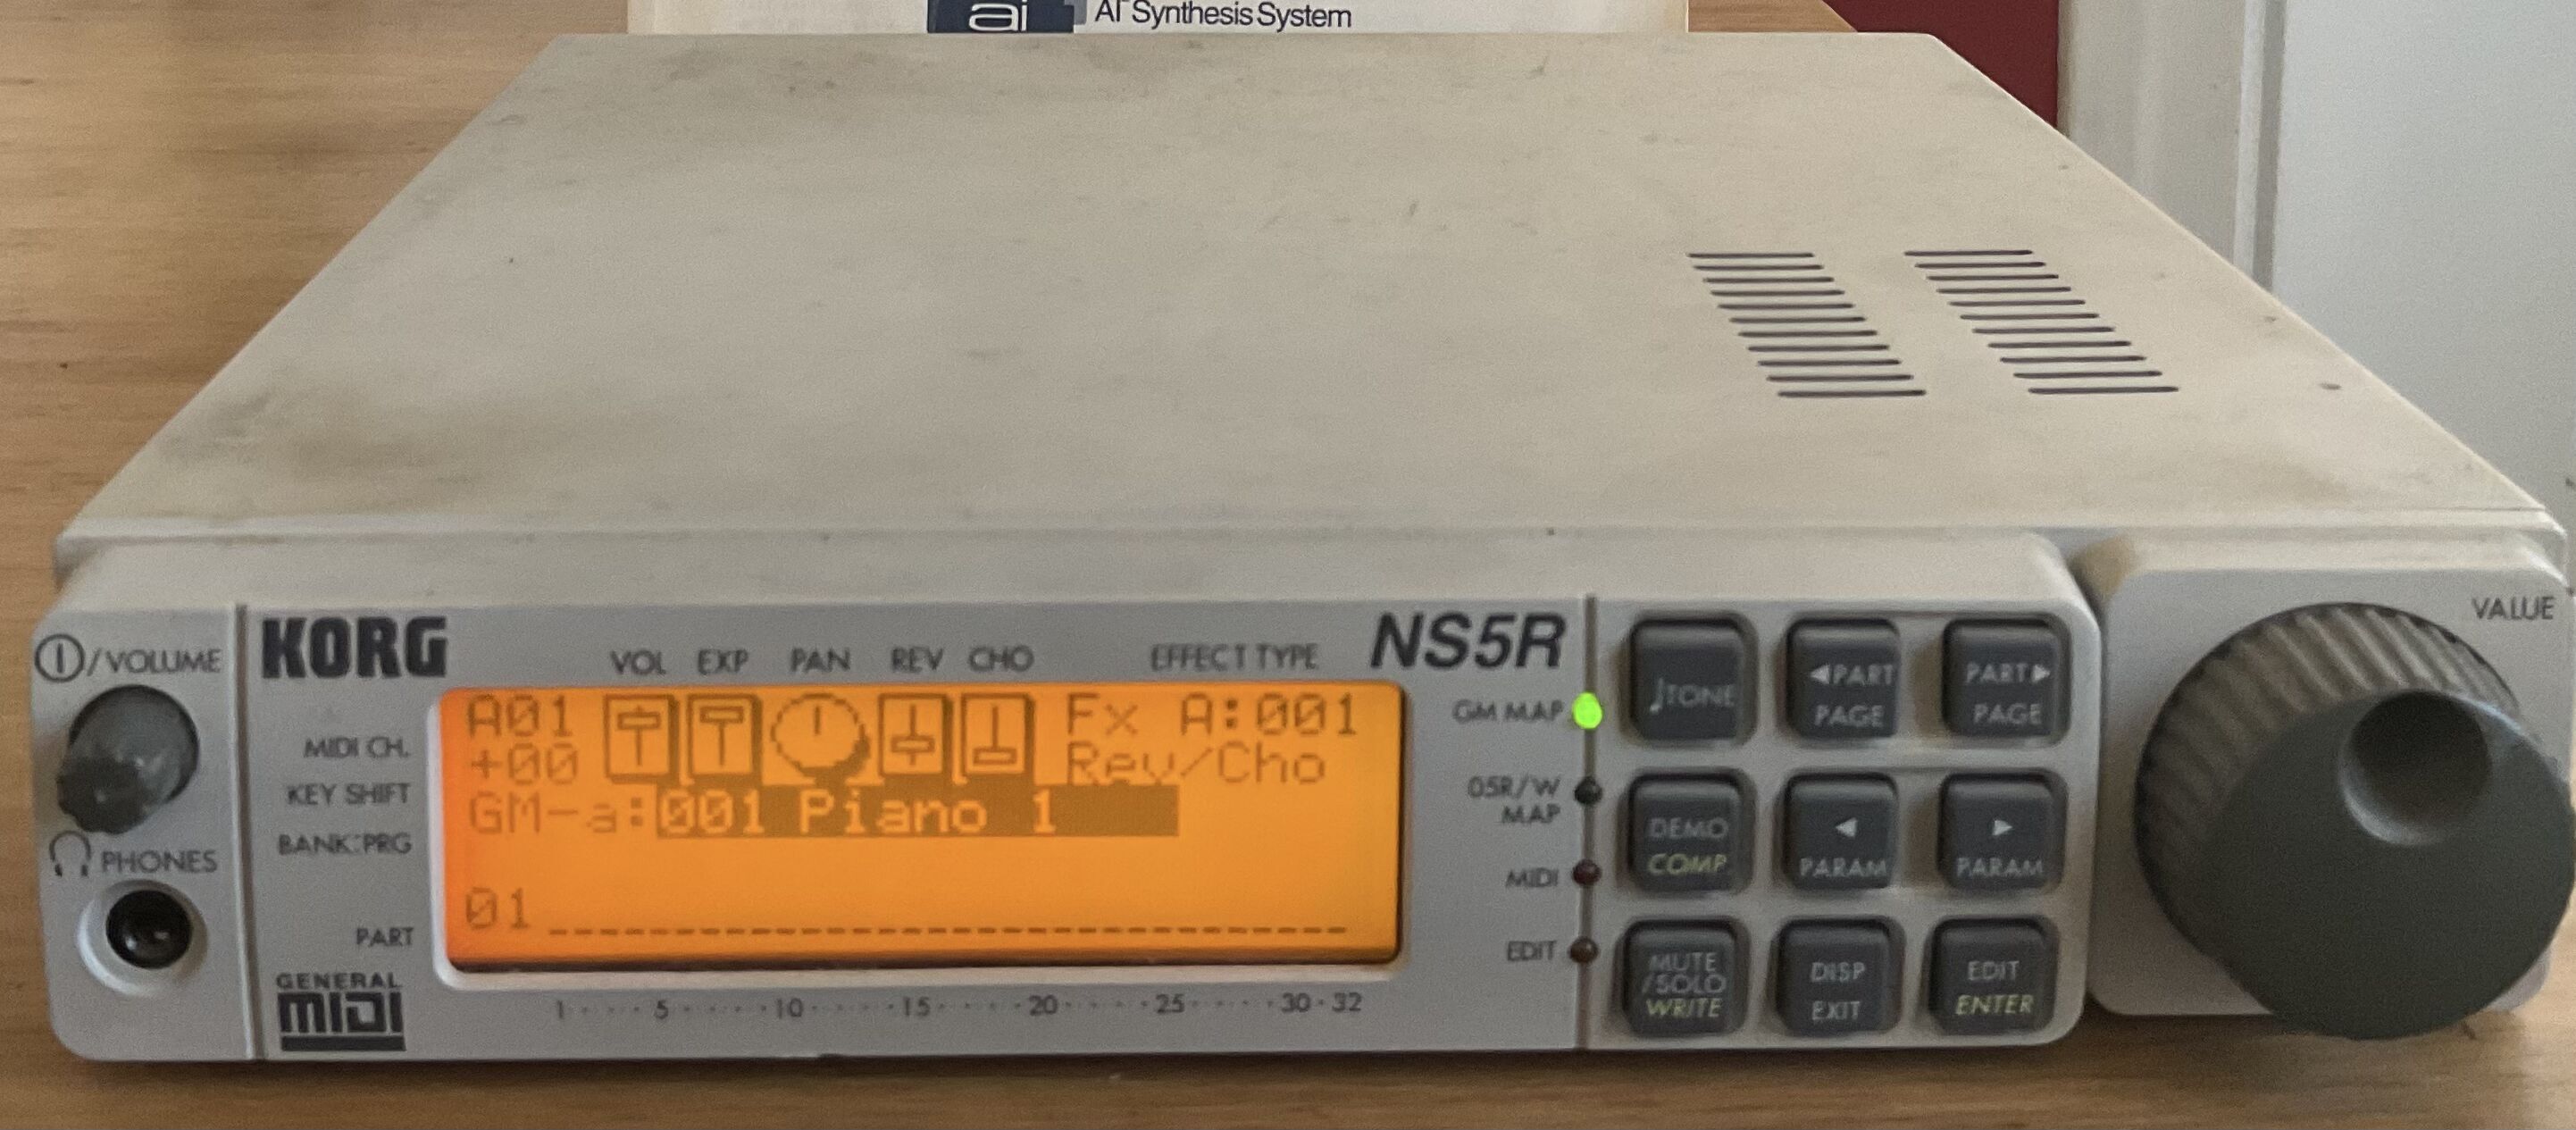 ai AI² Synthesis System
KORG
NS5R
/VOLUME
PHONES
VOL EXP PAN REV CHO EFFECT TYPE
MIDI CH.
KEY SHIFT
BANK:PRG
PART
A01 Fx A:001
+00 Rev/Cho
GM-a:001 Piano 1
01
GENERAL
MIDI
1 · · · 5 · · · · 10 · · · · 15 · · · · 20 · · · · 25 · · · · 30 · 32
GM MAP
05R/W
MAP
MIDI
EDIT
♩TONE
◀PART
PAGE
PART▶
PAGE
DEMO
COMP
◀
PARAM
▶
PARAM
MUTE
/SOLO
WRITE
DISP
EXIT
EDIT
ENTER
VALUE